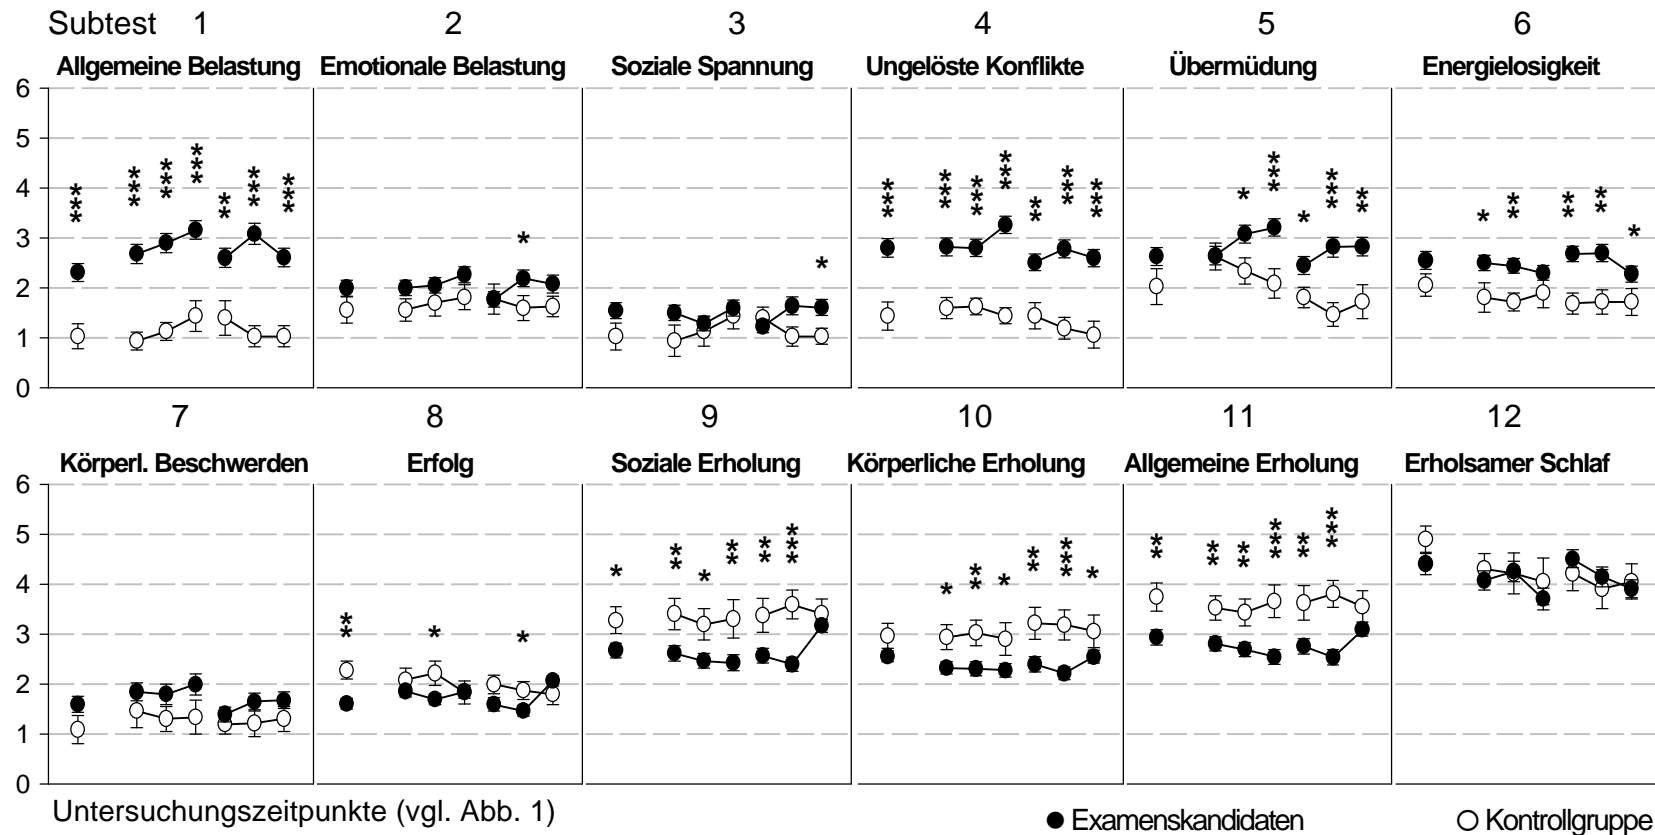 Subtest 1 2 3 4 5 6
Allgemeine Belastung Emotionale Belastung Soziale Spannung Ungelöste Konflikte Übermüdung Energielosigkeit
6
5
4
3
2
1
0
*** *** *** *** ** *** ***
*
*
*** *** *** *** ** *** ***
* *** * *** **
* ** ** ** *
7 8 9 10 11 12
Körperl. Beschwerden Erfolg Soziale Erholung Körperliche Erholung Allgemeine Erholung Erholsamer Schlaf
6
5
4
3
2
1
0
** * *
* ** * ** ** ***
* ** * ** *** *
** ** ** *** ** ***
Untersuchungszeitpunkte (vgl. Abb. 1)
● Examenskandidaten ○ Kontrollgruppe